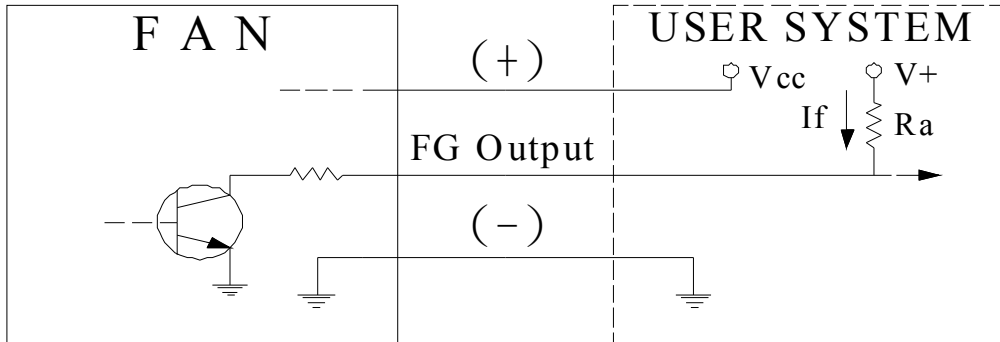 F A N
USER SYSTEM
(+)
Vcc
V+
If
Ra
FG Output
(-)